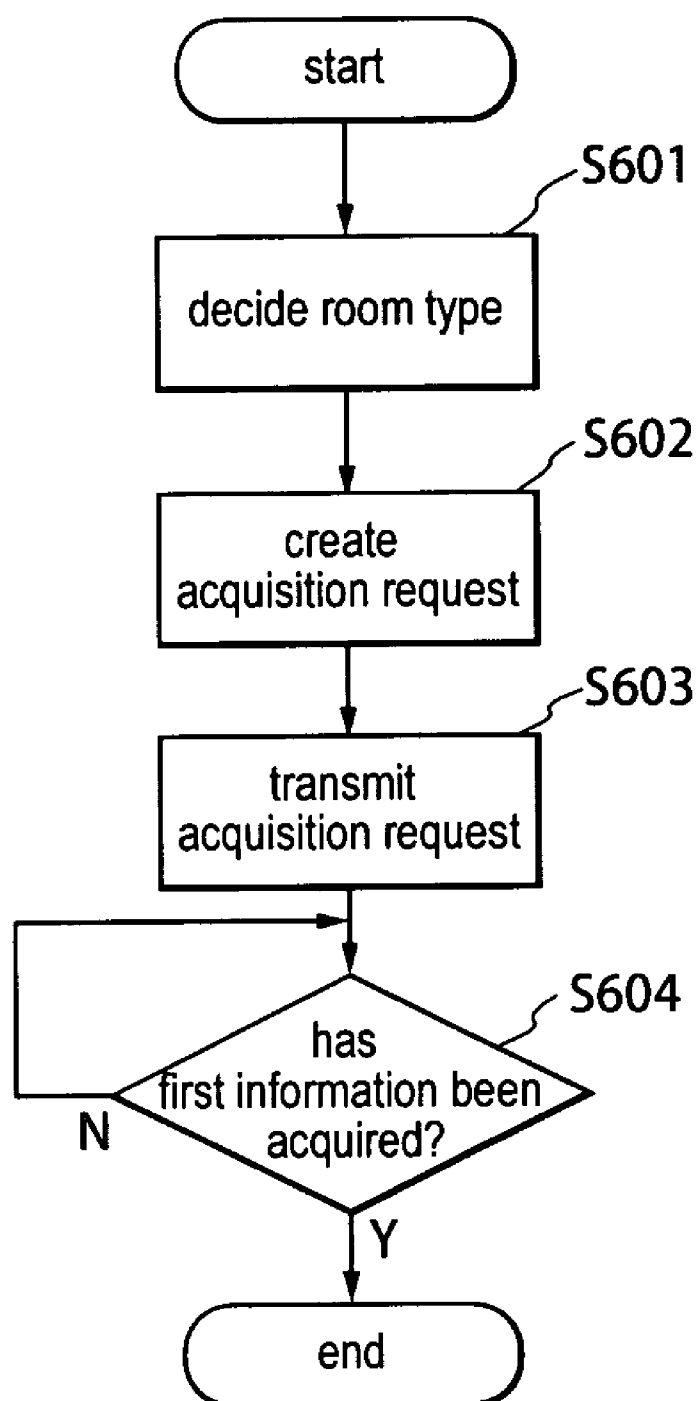 start
S601
decide room type
S602
create
acquisition request
S603
transmit
acquisition request
S604
has
first information been
acquired?
N
Y
end